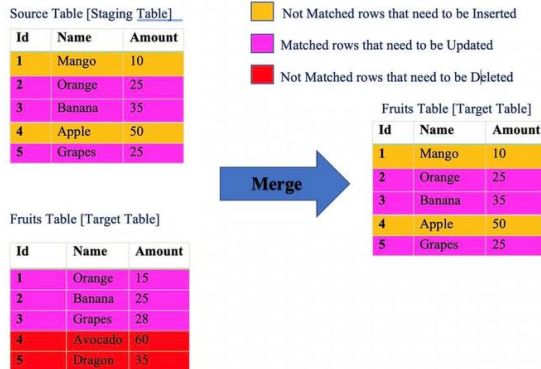 Source Table [Staging Table]
Id Name Amount
1 Mango 10
2 Orange 25
3 Banana 35
4 Apple 50
5 Grapes 25
Not Matched rows that need to be Inserted
Matched rows that need to be Updated
Not Matched rows that need to be Deleted
Merge
Fruits Table [Target Table]
Id Name Amount
1 Orange 15
2 Banana 25
3 Grapes 28
4 Avocado 60
5 Dragon 35
Fruits Table [Target Table]
Id Name Amount
1 Mango 10
2 Orange 25
3 Banana 35
4 Apple 50
5 Grapes 25